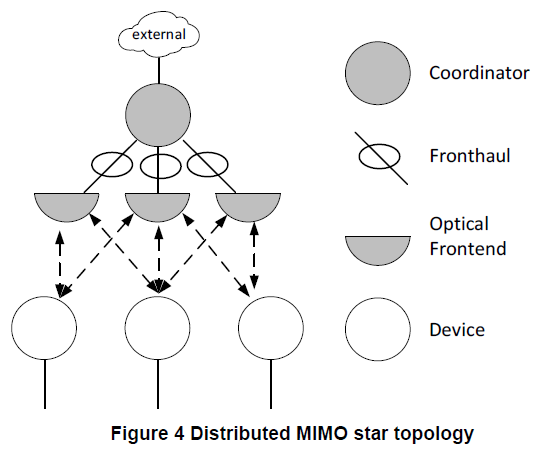 external
Coordinator
Fronthaul
Optical
Frontend
Device
Figure 4 Distributed MIMO star topology